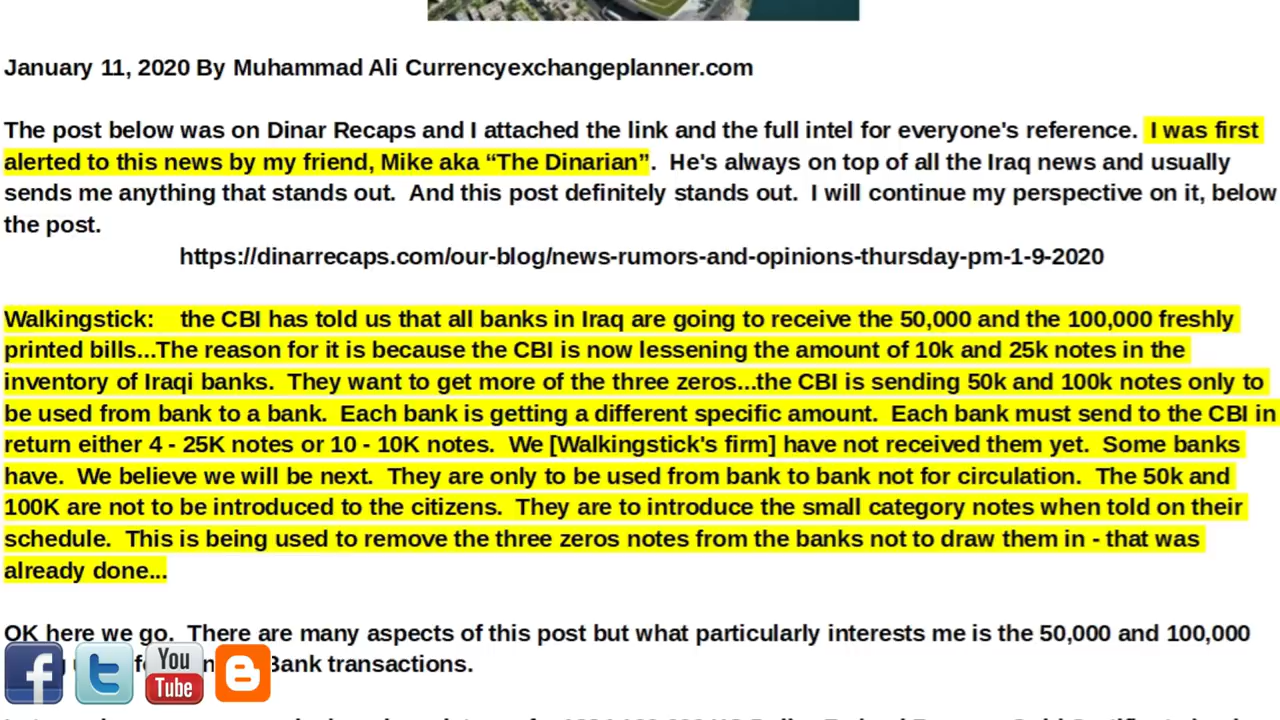 January 11, 2020 By Muhammad Ali Currencyexchangeplanner.com
The post below was on Dinar Recaps and I attached the link and the full intel for everyone's reference. I was first
alerted to this news by my friend, Mike aka “The Dinarian”. He's always on top of all the Iraq news and usually
sends me anything that stands out. And this post definitely stands out. I will continue my perspective on it, below
the post.
https://dinarrecaps.com/our-blog/news-rumors-and-opinions-thursday-pm-1-9-2020
Walkingstick: the CBI has told us that all banks in Iraq are going to receive the 50,000 and the 100,000 freshly
printed bills...The reason for it is because the CBI is now lessening the amount of 10k and 25k notes in the
inventory of Iraqi banks. They want to get more of the three zeros...the CBI is sending 50k and 100k notes only to
be used from bank to a bank. Each bank is getting a different specific amount. Each bank must send to the CBI in
return either 4 - 25K notes or 10 - 10K notes. We [Walkingstick's firm] have not received them yet. Some banks
have. We believe we will be next. They are only to be used from bank to bank not for circulation. The 50k and
100K are not to be introduced to the citizens. They are to introduce the small category notes when told on their
schedule. This is being used to remove the three zeros notes from the banks not to draw them in - that was
already done...
OK here we go. There are many aspects of this post but what particularly interests me is the 50,000 and 100,000
Bank transactions.
You
Tube